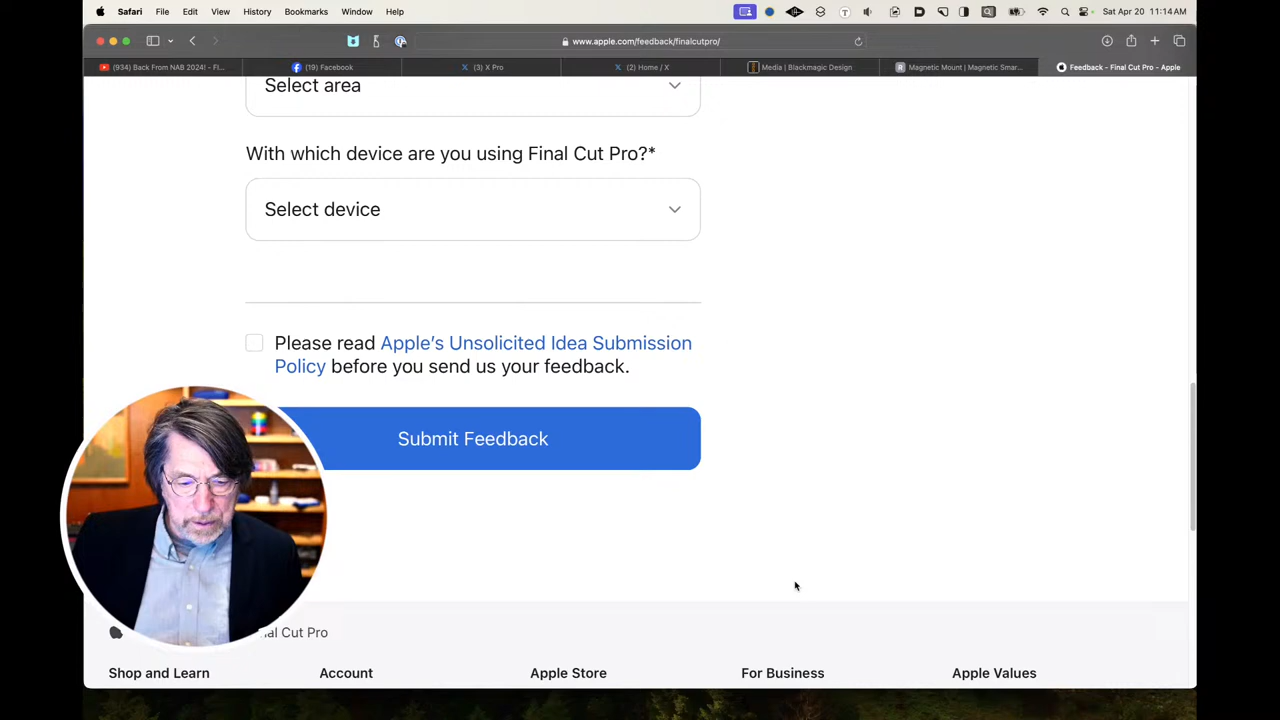 Safari File Edit View History Bookmarks Window Help Sat Apr 20 11:14 AM
www.apple.com/feedback/finalcutpro/
(934) Back From NAB 2024! - Fi... (19) Facebook (3) X Pro (2) Home / X Media | Blackmagic Design Magnetic Mount | Magnetic Smar... Feedback - Final Cut Pro - Apple
Select area
With which device are you using Final Cut Pro?*
Select device
Please read Apple's Unsolicited Idea Submission
Policy before you send us your feedback.
Submit Feedback
Cut Pro
Shop and Learn Account Apple Store For Business Apple Values